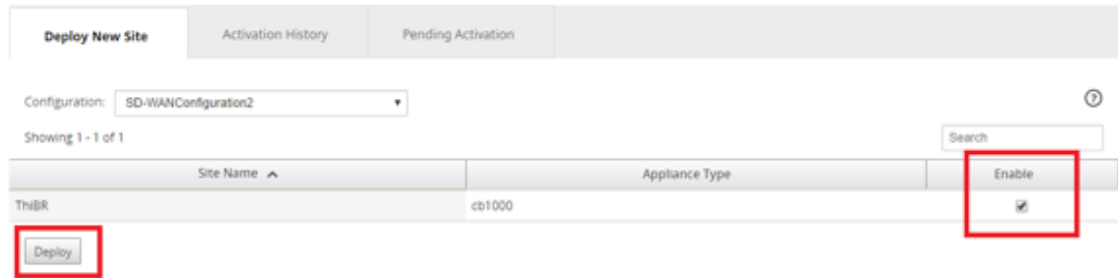 Deploy New Site Activation History Pending Activation
Configuration: SD-WANConfiguration2
Showing 1 - 1 of 1 Search
Site Name Appliance Type Enable
ThiBR cb1000
Deploy